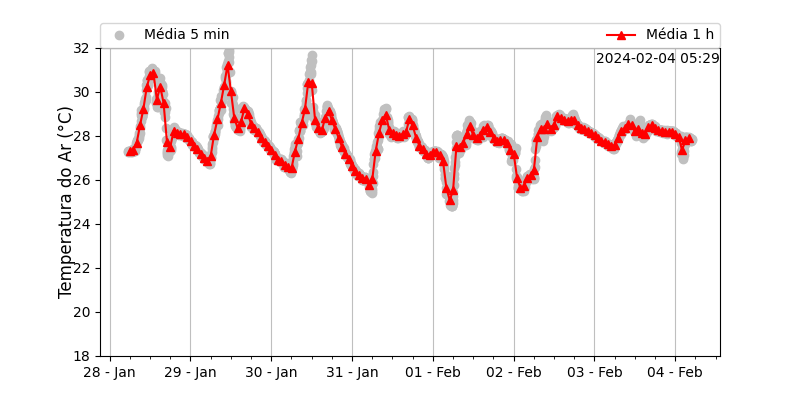 Média 5 min
Média 1 h
2024-02-04 05:29
Temperatura do Ar (°C)
32
30
28
26
24
22
20
18
28 - Jan
29 - Jan
30 - Jan
31 - Jan
01 - Feb
02 - Feb
03 - Feb
04 - Feb